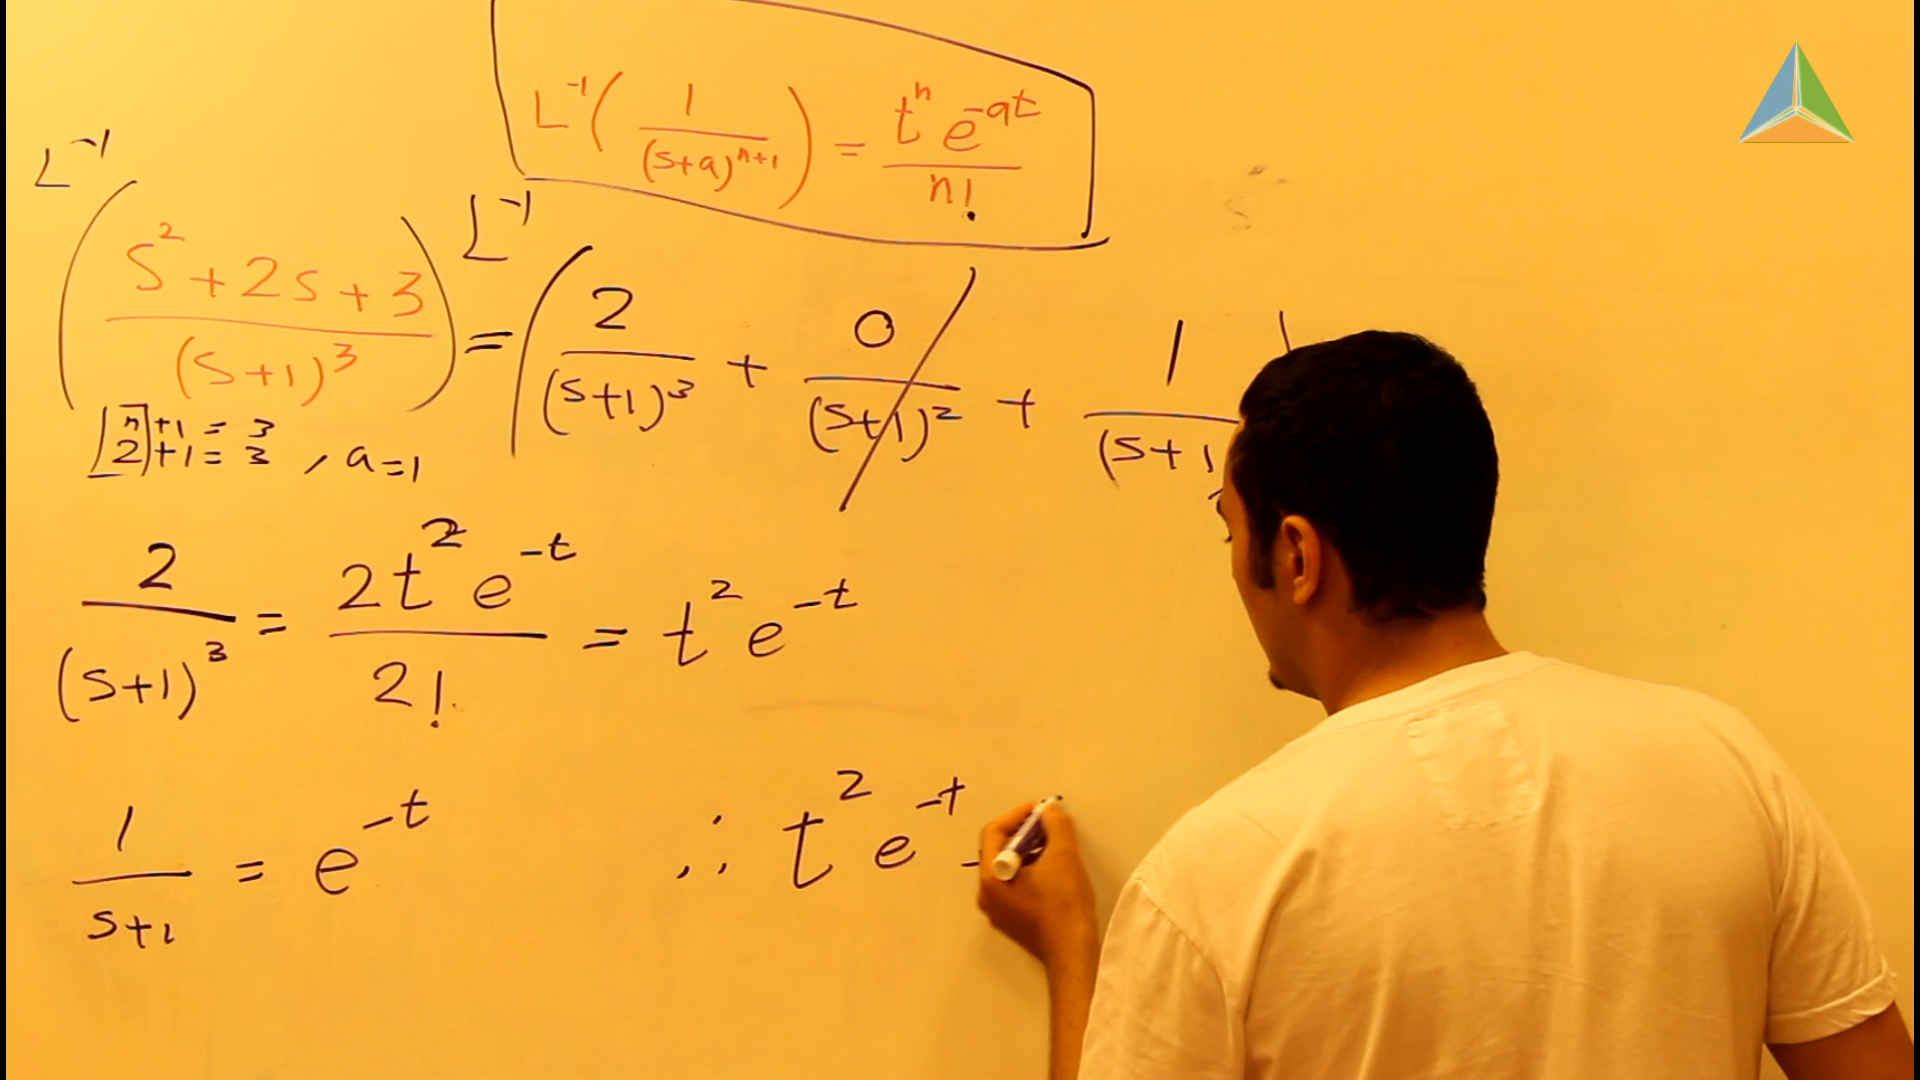 L⁻¹(1/(s+a)ⁿ⁺¹) = tⁿe⁻ᵃᵗ/n!
L⁻¹((s²+2s+3)/(s+1)³) = L⁻¹(2/(s+1)³ + 0/(s+1)² + 1/(s+1
n+1 = 3
2+1 = 3 , a=1
2/(s+1)³ = 2t²e⁻ᵗ/2! = t²e⁻ᵗ
1/(s+1) = e⁻ᵗ
∴ t²e⁻ᵗ